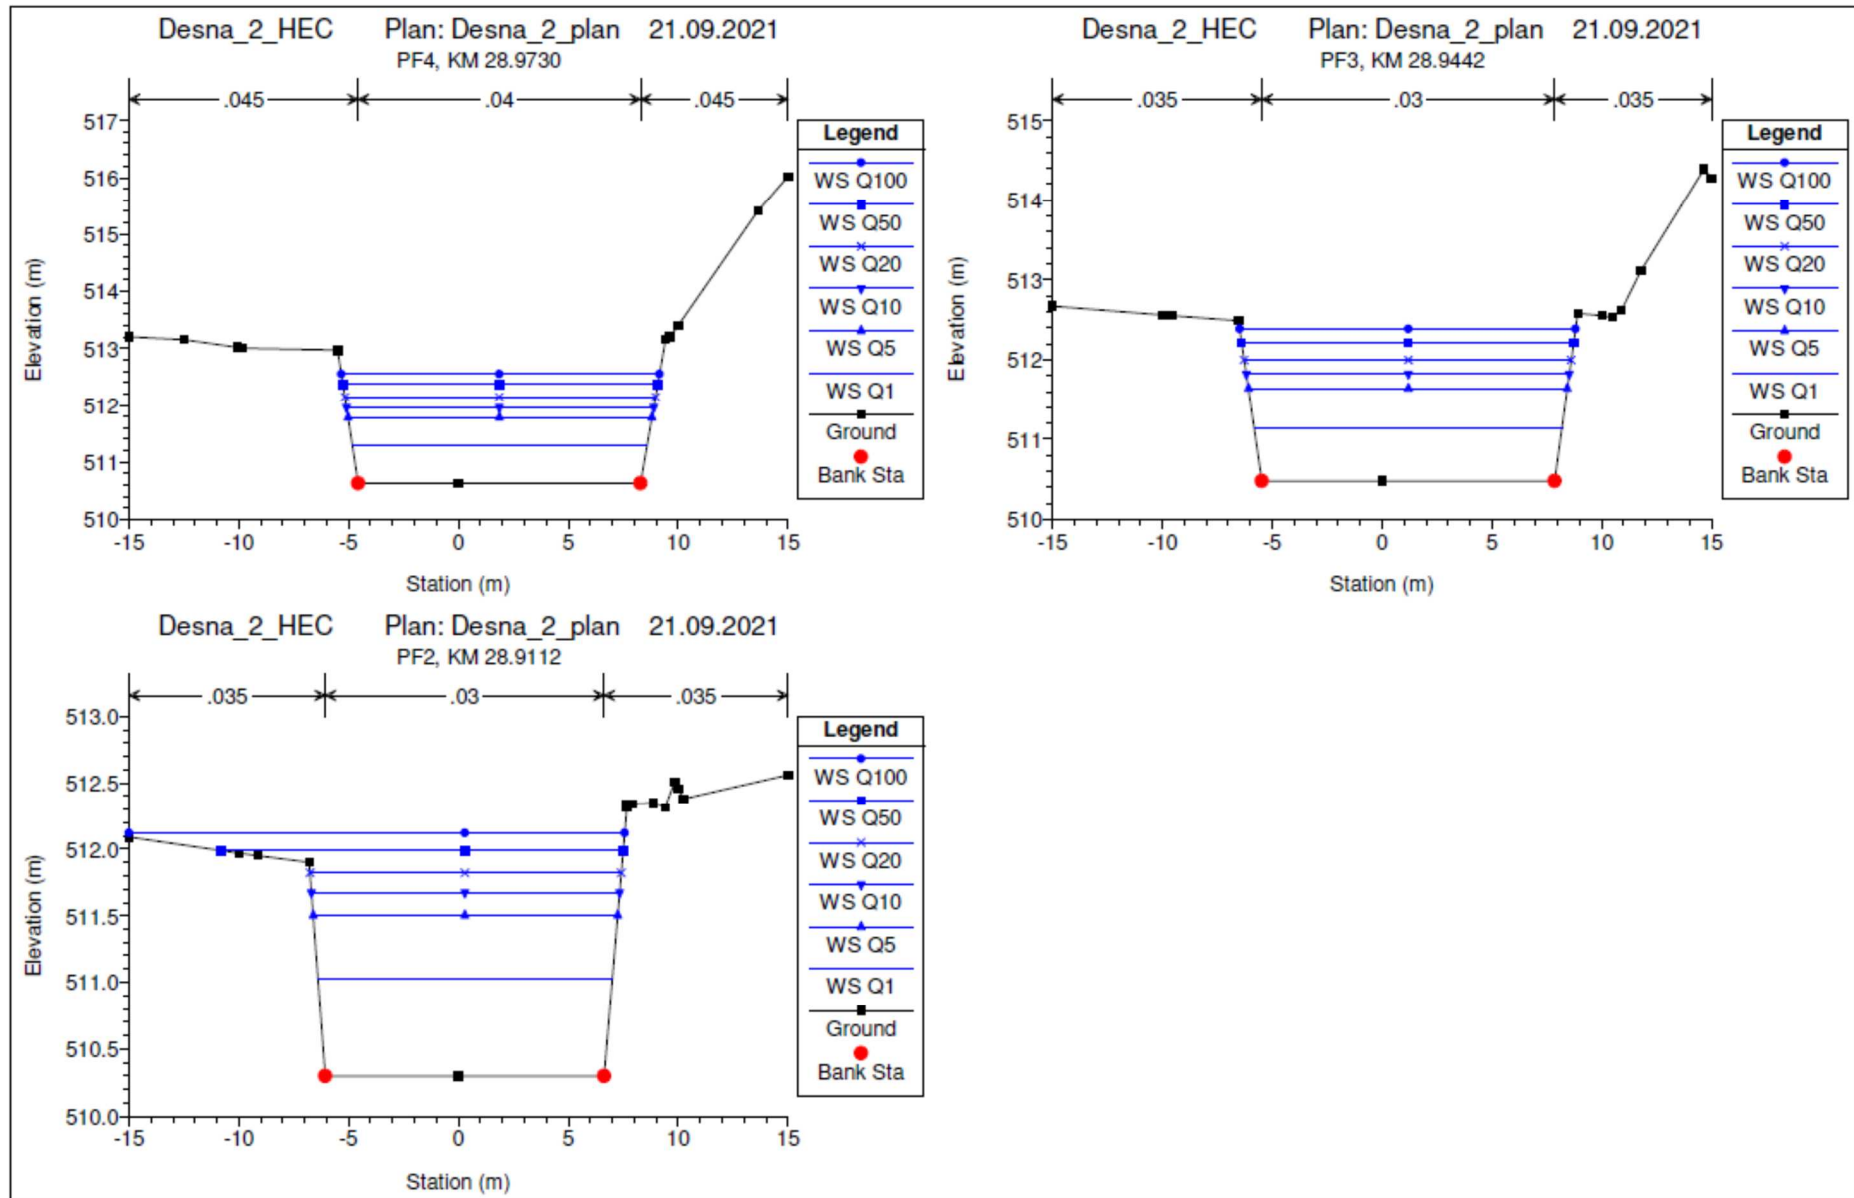 Desna_2_HEC Plan: Desna_2_plan 21.09.2021
PF4, KM 28.9730
.045 .04 .045
517
516
515
514
513
512
511
510
Elevation (m)
-15 -10 -5 0 5 10 15
Station (m)
Legend
WS Q100
WS Q50
WS Q20
WS Q10
WS Q5
WS Q1
Ground
Bank Sta
Desna_2_HEC Plan: Desna_2_plan 21.09.2021
PF3, KM 28.9442
.035 .03 .035
515
514
513
512
511
510
Elevation (m)
-15 -10 -5 0 5 10 15
Station (m)
Legend
WS Q100
WS Q50
WS Q20
WS Q10
WS Q5
WS Q1
Ground
Bank Sta
Desna_2_HEC Plan: Desna_2_plan 21.09.2021
PF2, KM 28.9112
.035 .03 .035
513.0
512.5
512.0
511.5
511.0
510.5
510.0
Elevation (m)
-15 -10 -5 0 5 10 15
Station (m)
Legend
WS Q100
WS Q50
WS Q20
WS Q10
WS Q5
WS Q1
Ground
Bank Sta